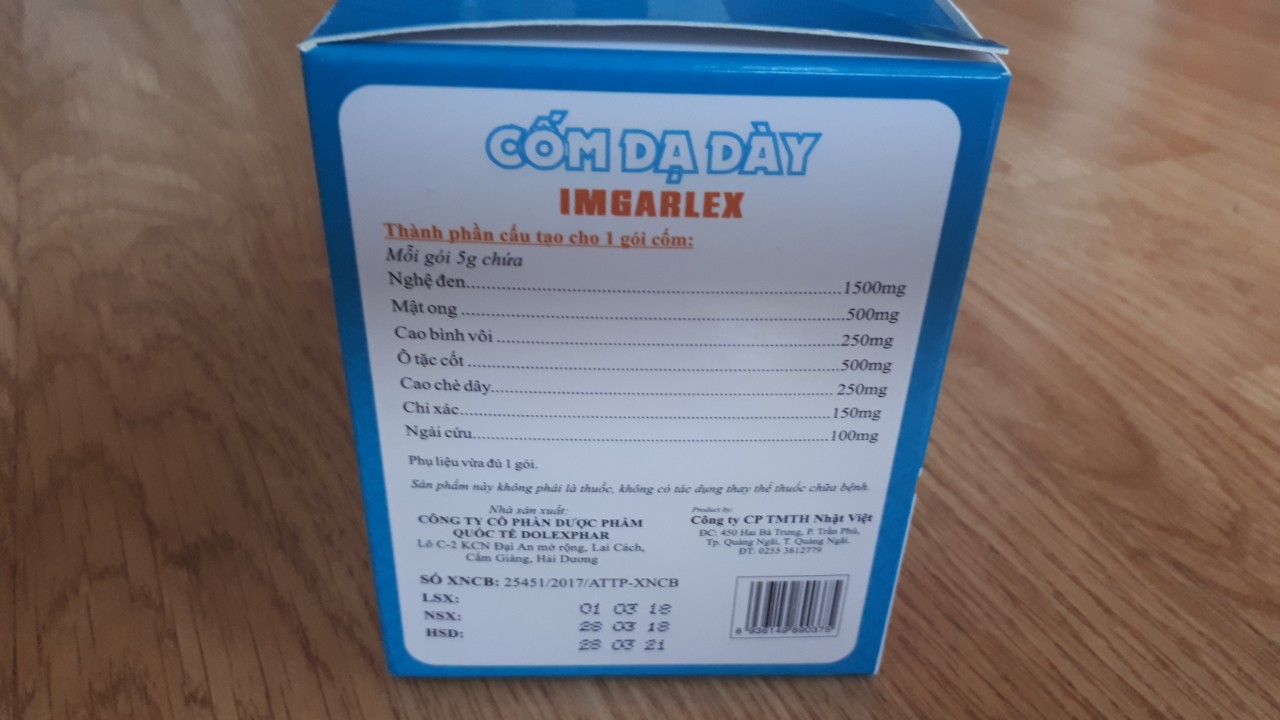 CỐM DẠ DÀY
IMGARLEX
Thành phần cấu tạo cho 1 gói cốm:
Mỗi gói 5g chứa
Nghệ đen....................1500mg
Mật ong ....................500mg
Cao bình vôi ....................250mg
Ô tặc cốt ....................500mg
Cao chè dây.................... 250mg
Chỉ xác....................150mg
Ngải cứu....................100mg
Phụ liệu vừa đủ 1 gói.
Sản phẩm này không phải là thuốc, không có tác dụng thay thế thuốc chữa bệnh.
Nhà sản xuất:
CÔNG TY CỔ PHẦN DƯỢC PHẨM
QUỐC TẾ DOLEXPHAR
Lô C-2 KCN Đại An mở rộng, Lai Cách,
Cẩm Giàng, Hải Dương
Product by:
Công ty CP TMTH Nhật Việt
ĐC: 450 Hai Bà Trưng, P. Trần Phú,
Tp. Quảng Ngãi, T. Quảng Ngãi.
ĐT: 0255 3612779
SỐ XNCB: 25451/2017/ATTP-XNCB
LSX: 01 03 18
NSX: 28 03 18
HSD: 28 03 21